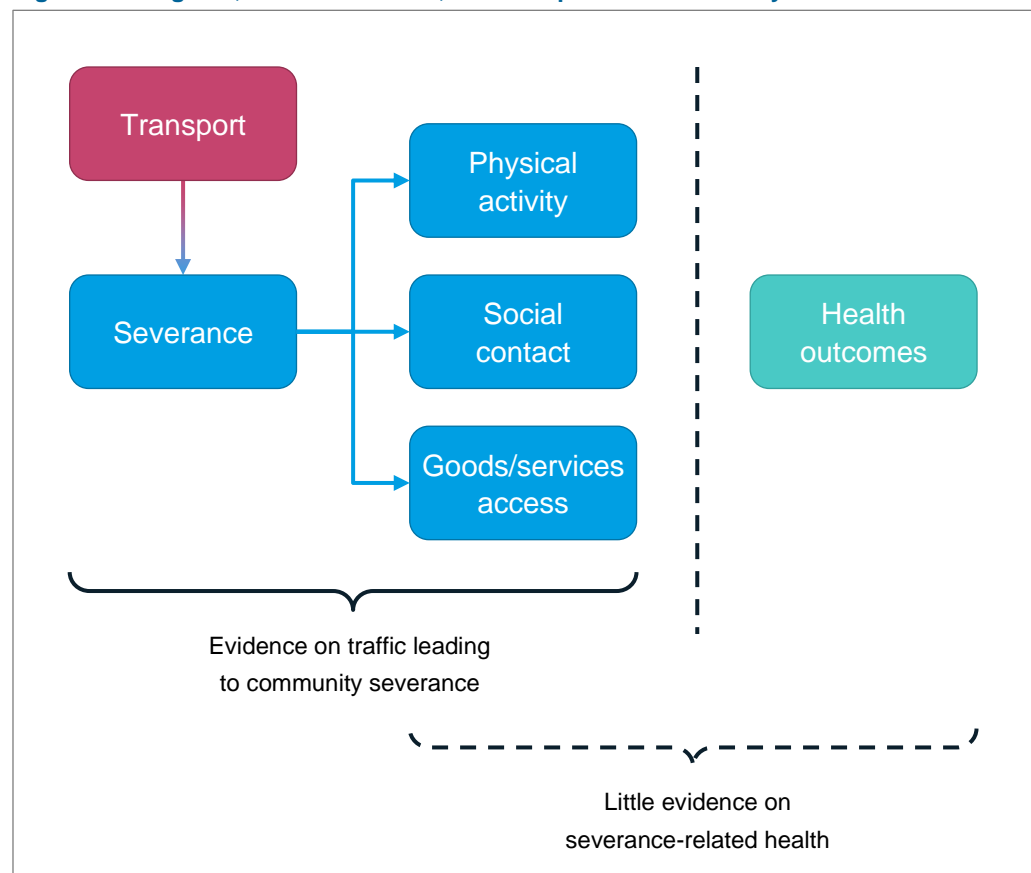 Transport
Physical
activity
Severance
Social
contact
Health
outcomes
Goods/services
access
Evidence on traffic leading
to community severance
Little evidence on
severance-related health